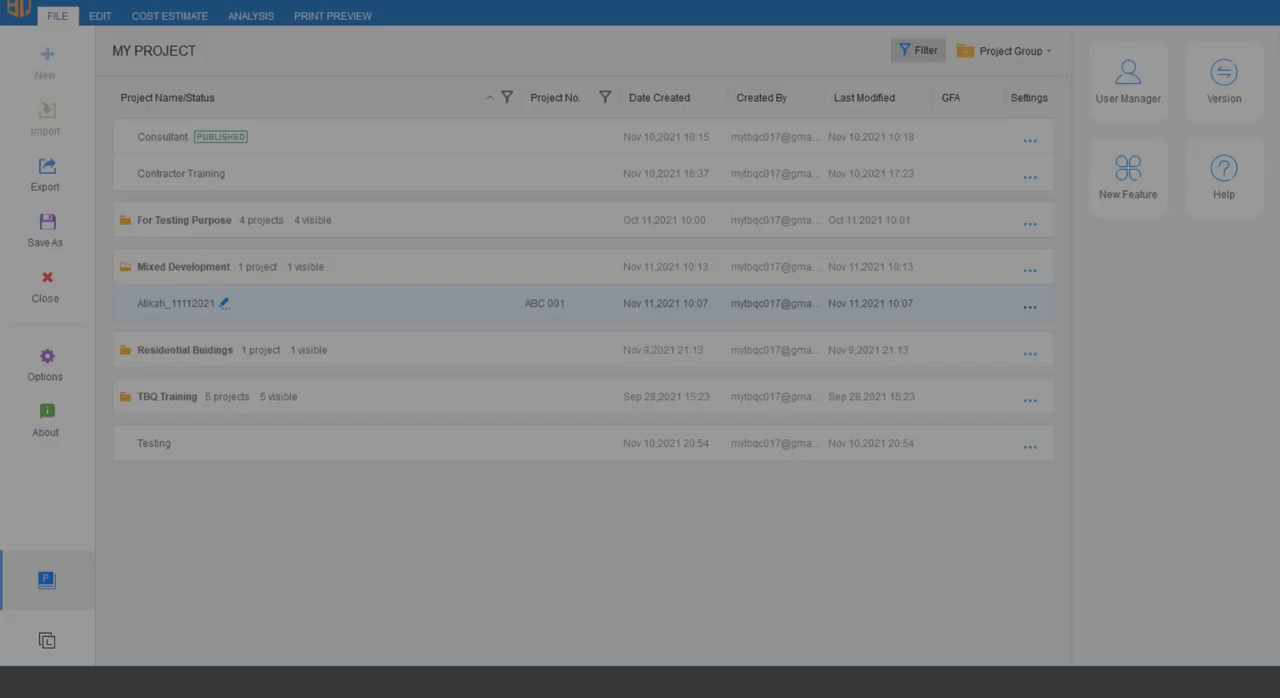 FILE EDIT COST ESTIMATE ANALYSIS PRINT PREVIEW
New
Import
Export
Save As
Close
Options
About
MY PROJECT
Filter Project Group
Project Name/Status Project No. Date Created Created By Last Modified GFA Settings
Consultant PUBLISHED Nov 10,2021 10:15 mytbqc017@gma... Nov 10,2021 10:18 ...
Contractor Training Nov 10,2021 16:37 mytbqc017@gma... Nov 10,2021 17:23 ...
For Testing Purpose 4 projects 4 visible Oct 11,2021 10:00 mytbqc017@gma... Oct 11,2021 10:01 ...
Mixed Development 1 project 1 visible Nov 11,2021 10:13 mytbqc017@gma... Nov 11,2021 10:13 ...
Atikah_11112021 ABC 001 Nov 11,2021 10:07 mytbqc017@gma... Nov 11,2021 10:07 ...
Residential Buidings 1 project 1 visible Nov 9,2021 21:13 mytbqc017@gma... Nov 9,2021 21:13 ...
TBQ Training 5 projects 5 visible Sep 28,2021 15:23 mytbqc017@gma... Sep 28,2021 15:23 ...
Testing Nov 10,2021 20:54 mytbqc017@gma... Nov 10,2021 20:54 ...
User Manager Version
New Feature Help
P
L